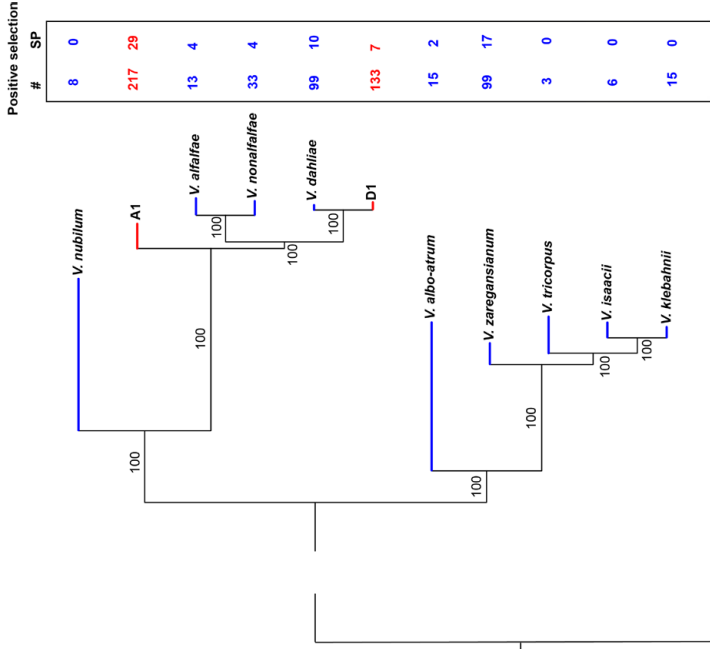 Positive selection
# SP
V. nubilum 8 0
A1 217 29
V. alfalfae 13 4
V. nonalfalfae 33 4
V. dahliae 99 10
D1 133 7
V. albo-atrum 15 2
V. zaregansianum 99 17
V. tricorpus 3 0
V. isaacii 6 0
V. klebahnii 15 0
100
100
100
100
100
100
100
100
100